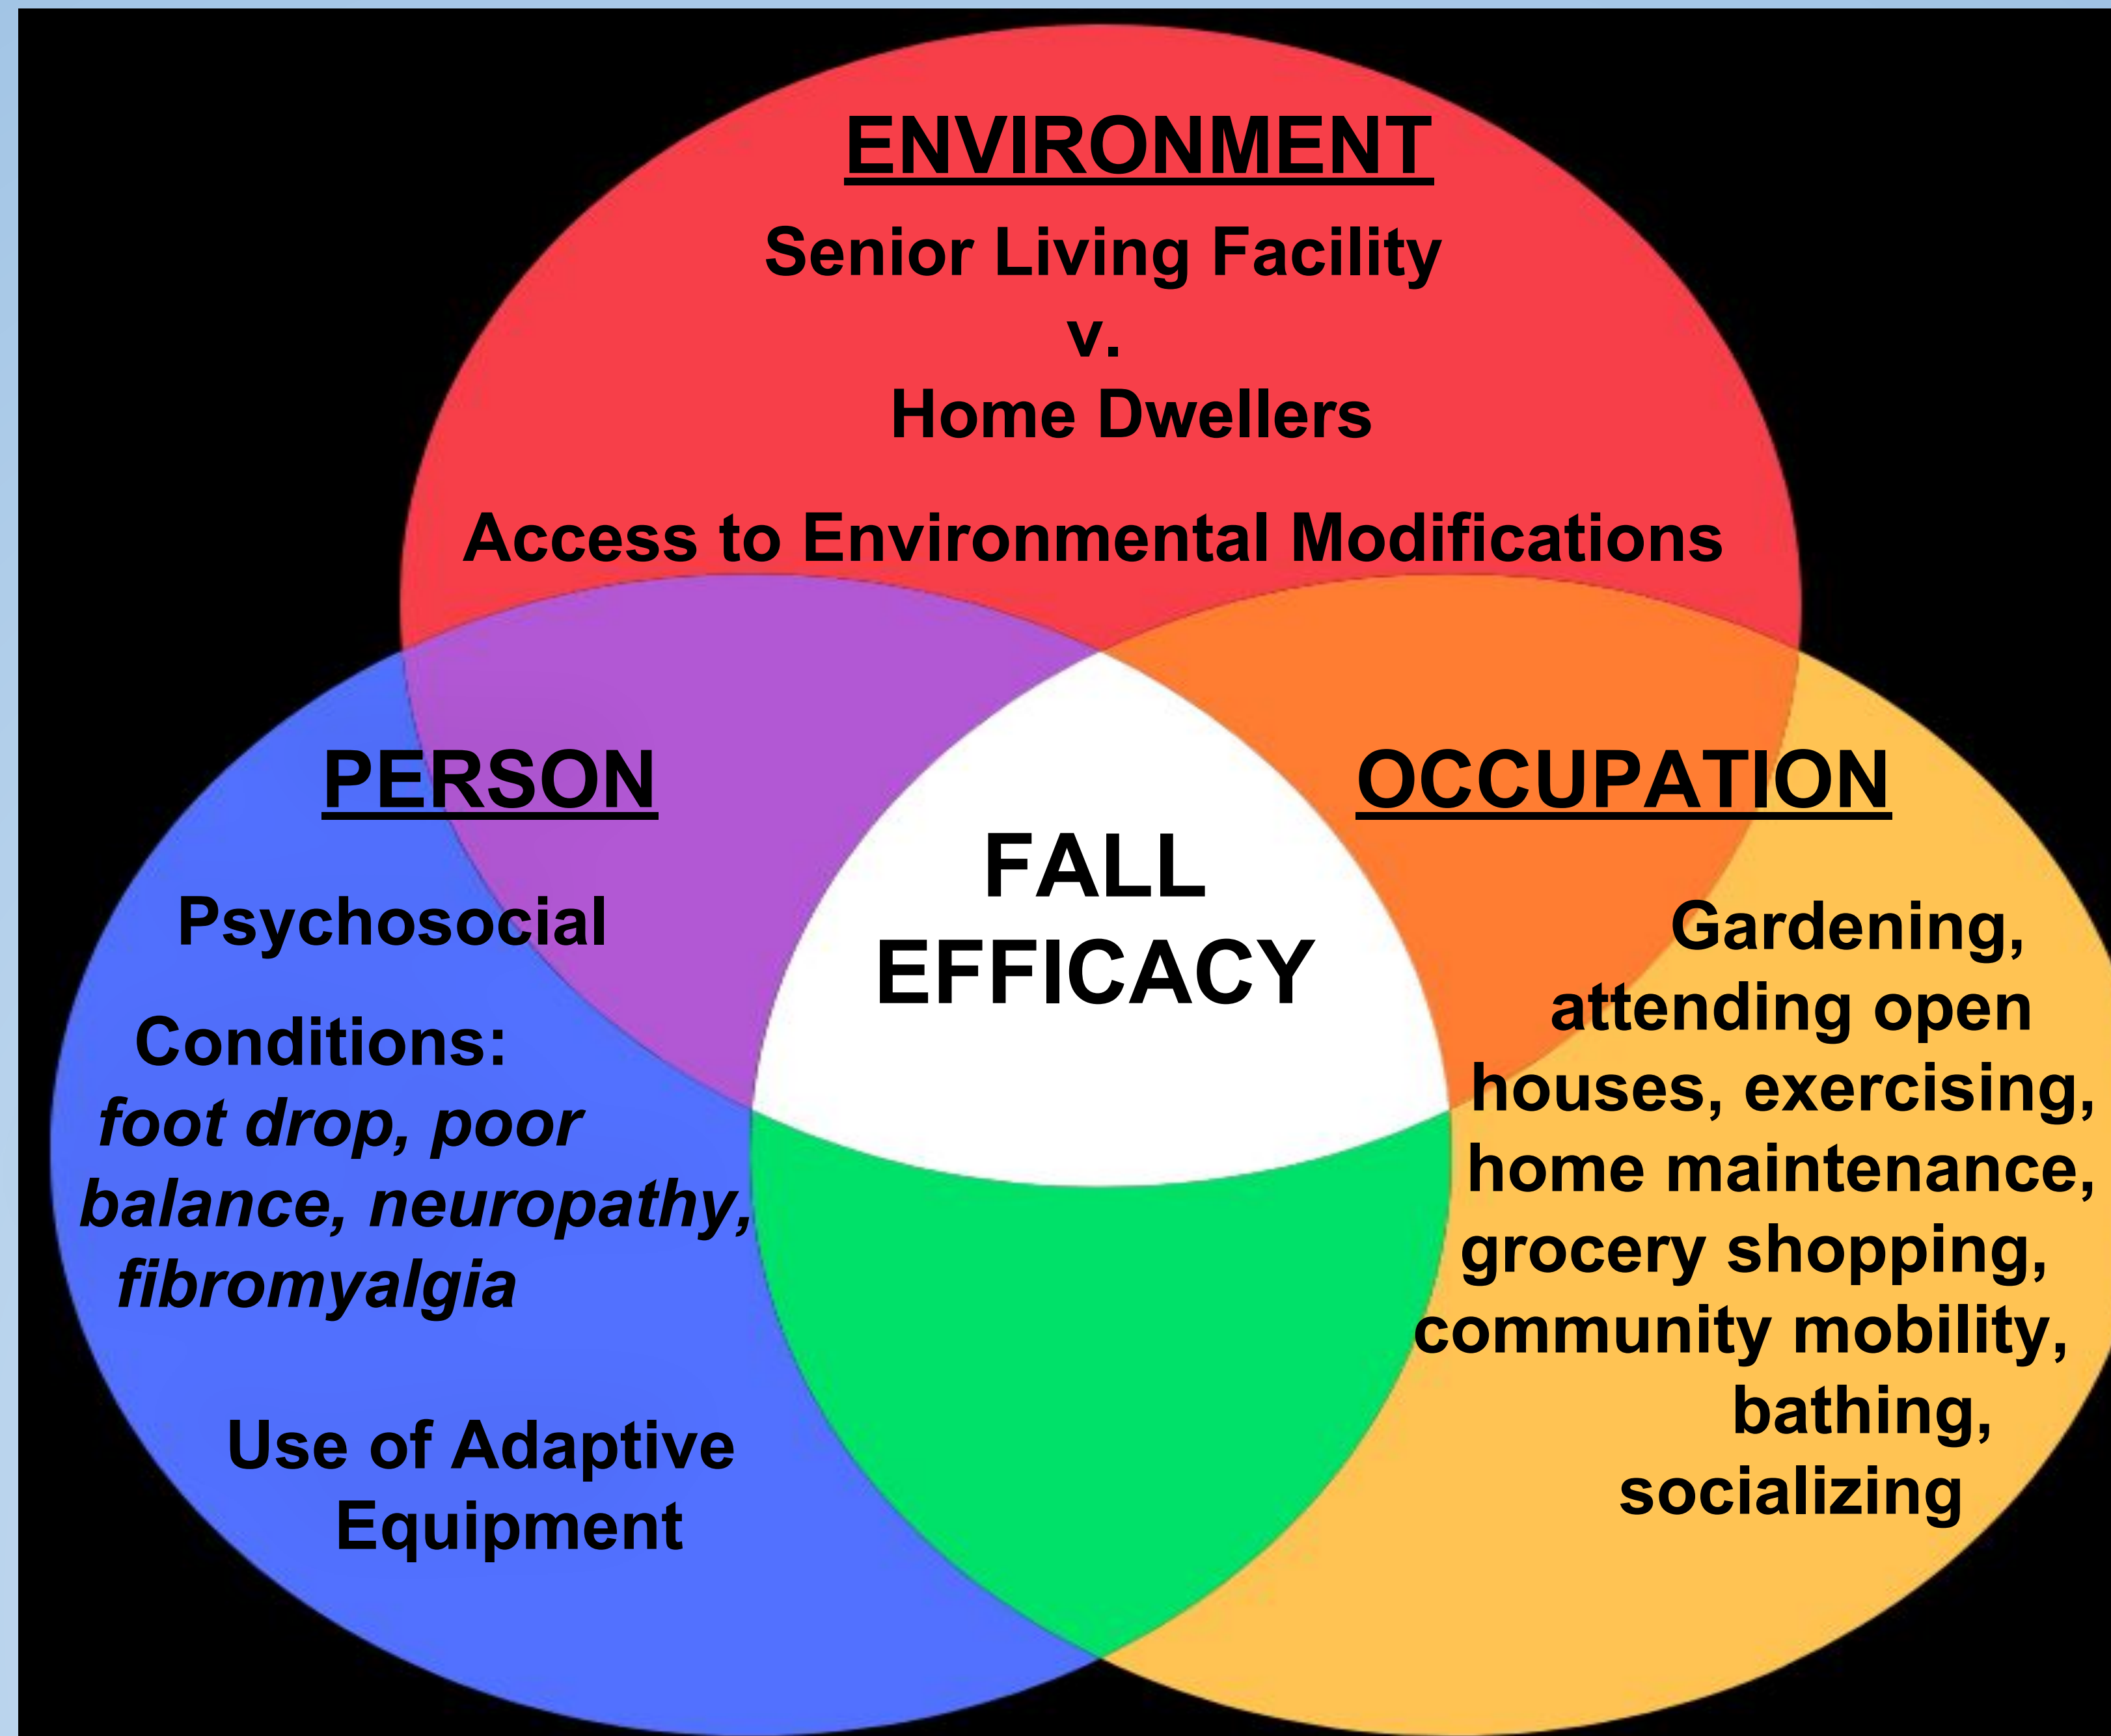 ENVIRONMENT
Senior Living Facility
v.
Home Dwellers
Access to Environmental Modifications
PERSON
Psychosocial
Conditions:
foot drop, poor
balance, neuropathy,
fibromyalgia
Use of Adaptive
Equipment
FALL
EFFICACY
OCCUPATION
Gardening,
attending open
houses, exercising,
home maintenance,
grocery shopping,
community mobility,
bathing,
socializing